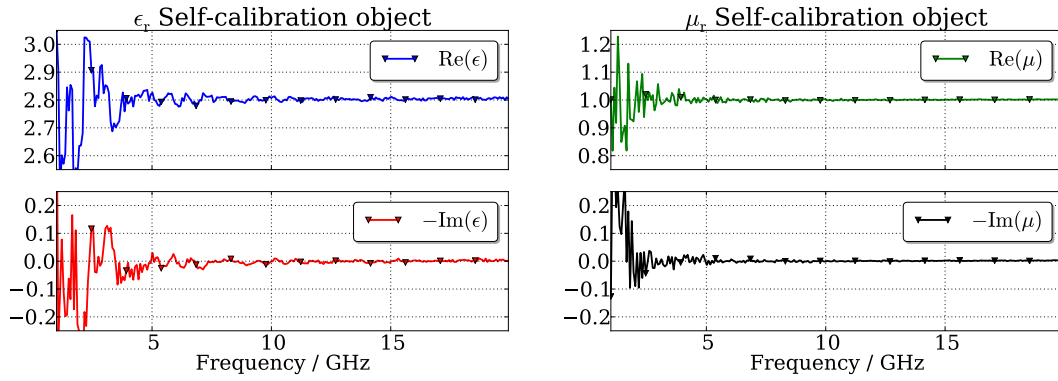 ϵr Self-calibration object
3.0
2.9
2.8
2.7
2.6
Re(ϵ)
0.2
0.1
0.0
−0.1
−0.2
−Im(ϵ)
5 10 15
Frequency / GHz
μr Self-calibration object
1.2
1.1
1.0
0.9
0.8
Re(μ)
0.2
0.1
0.0
−0.1
−0.2
−Im(μ)
5 10 15
Frequency / GHz